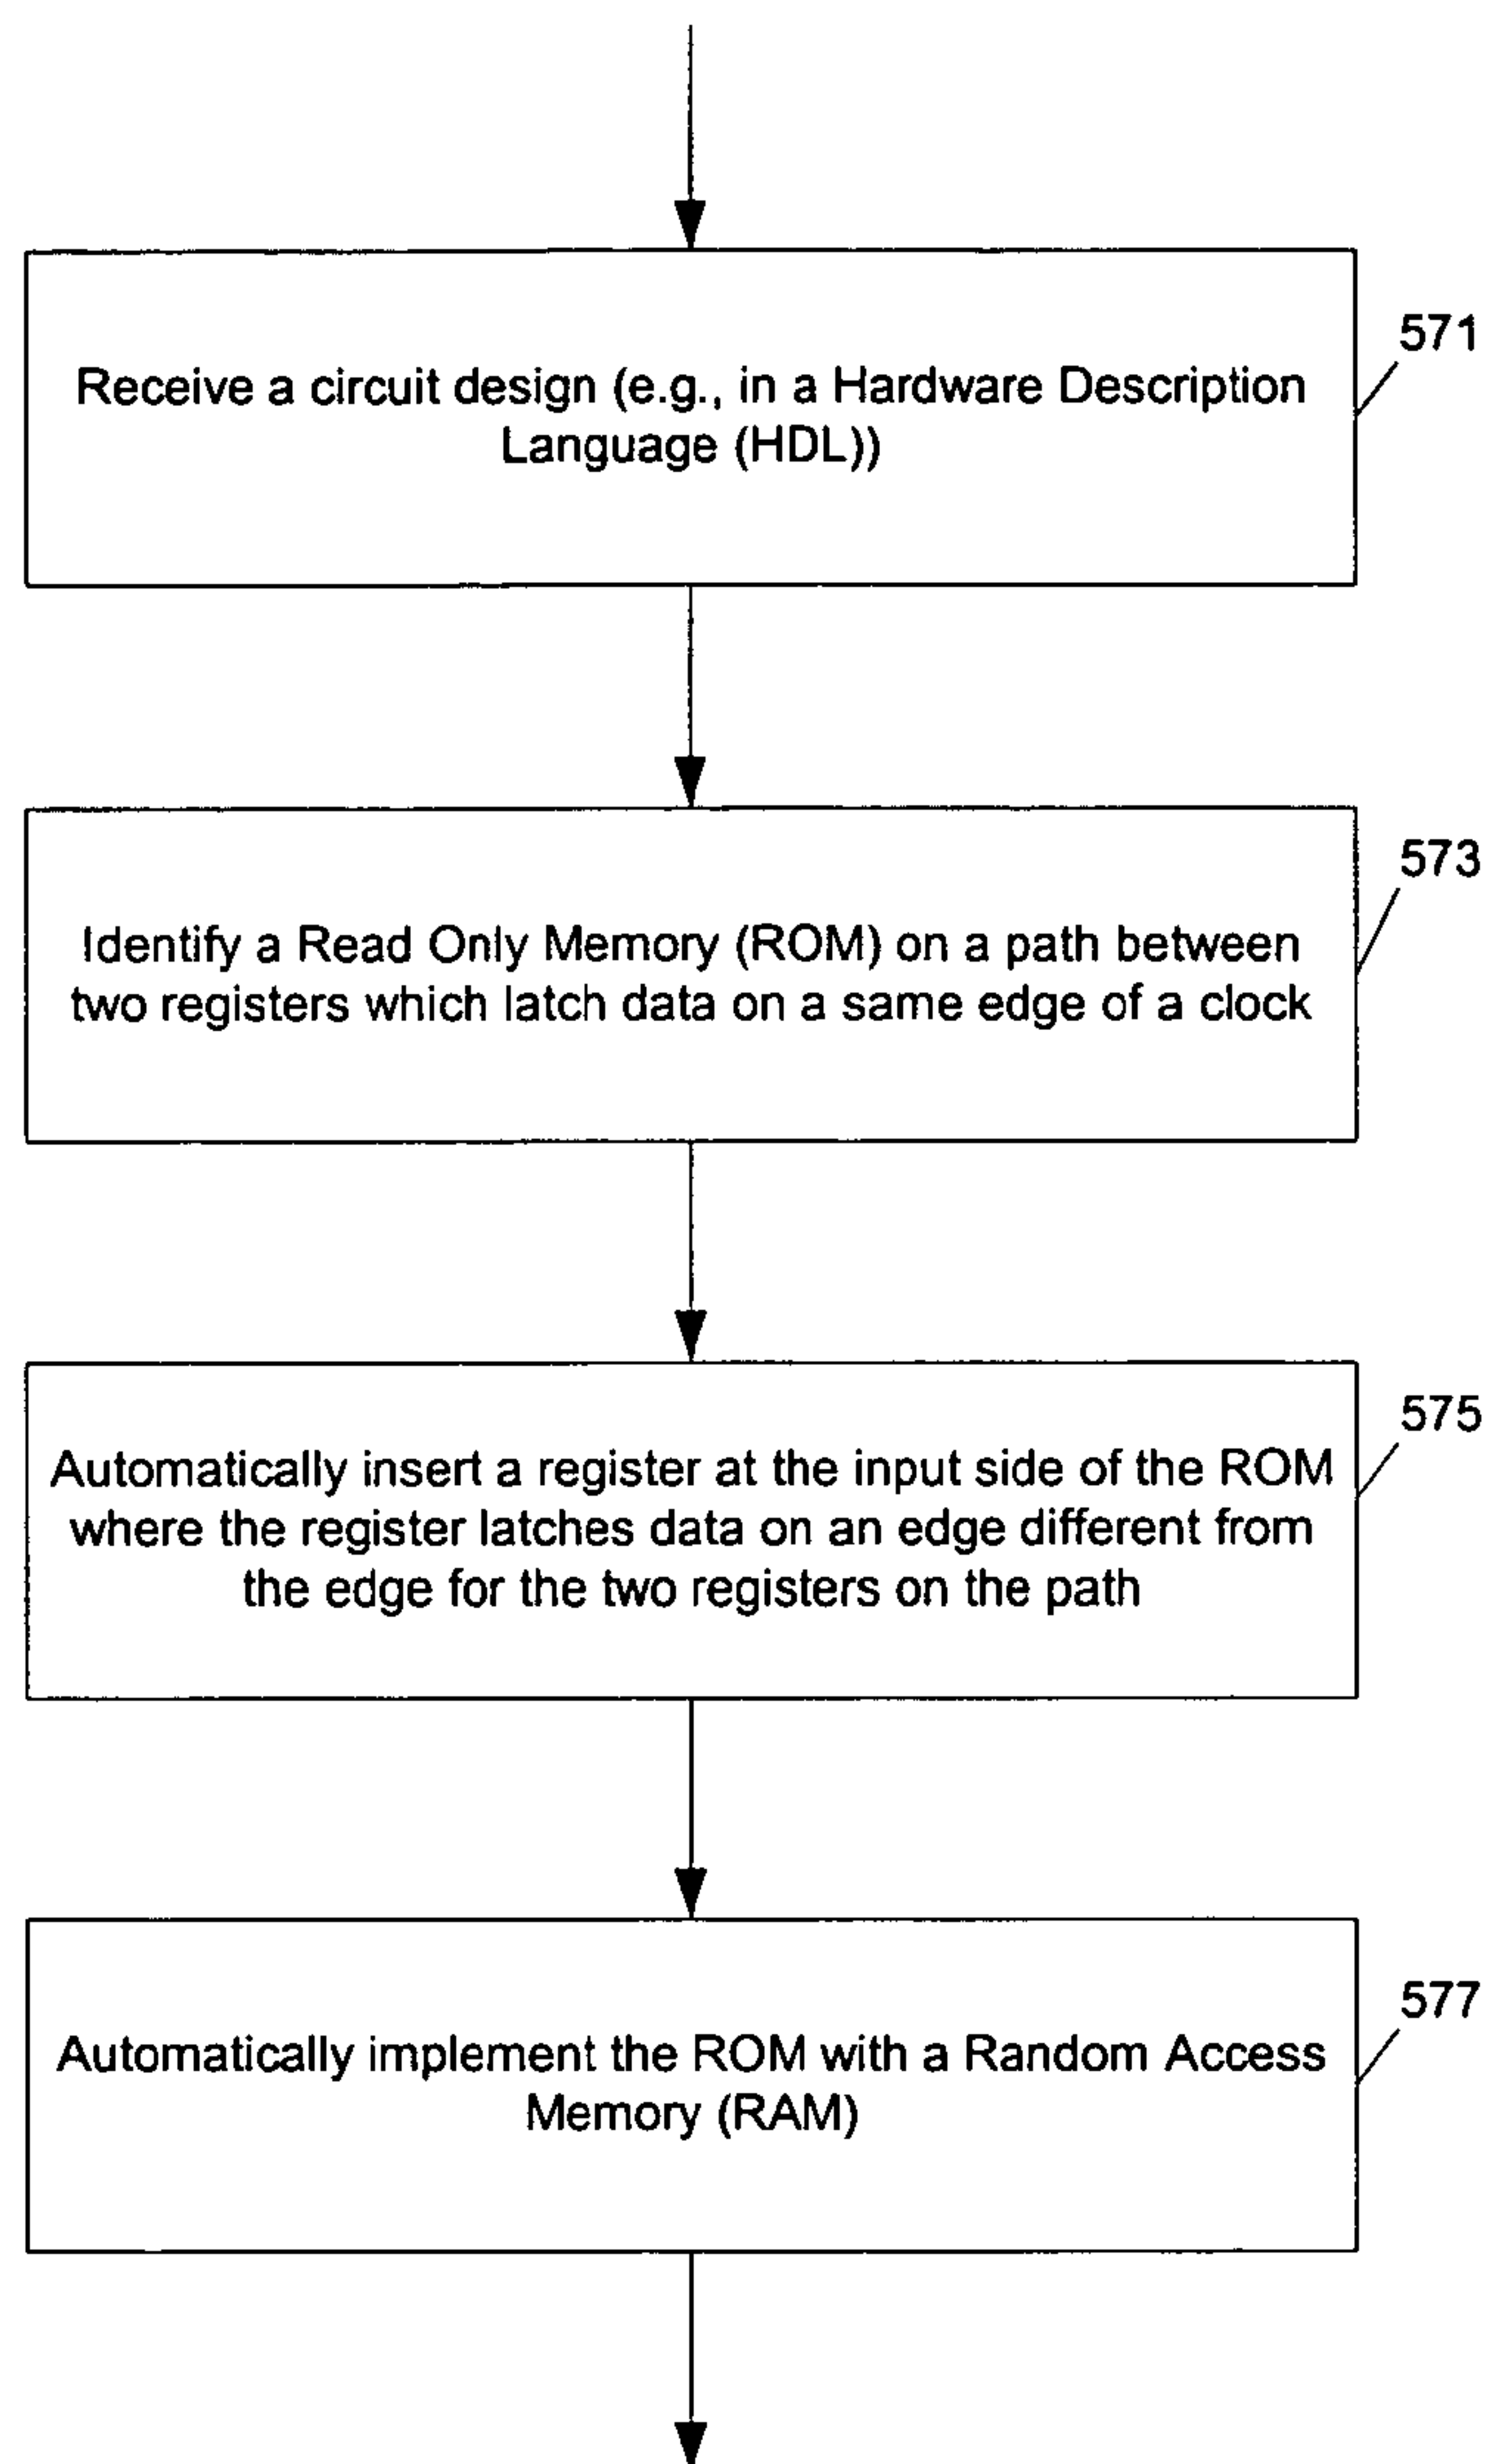 571
Receive a circuit design (e.g., in a Hardware Description
Language (HDL))
573
Identify a Read Only Memory (ROM) on a path between
two registers which latch data on a same edge of a clock
575
Automatically insert a register at the input side of the ROM
where the register latches data on an edge different from
the edge for the two registers on the path
577
Automatically implement the ROM with a Random Access
Memory (RAM)